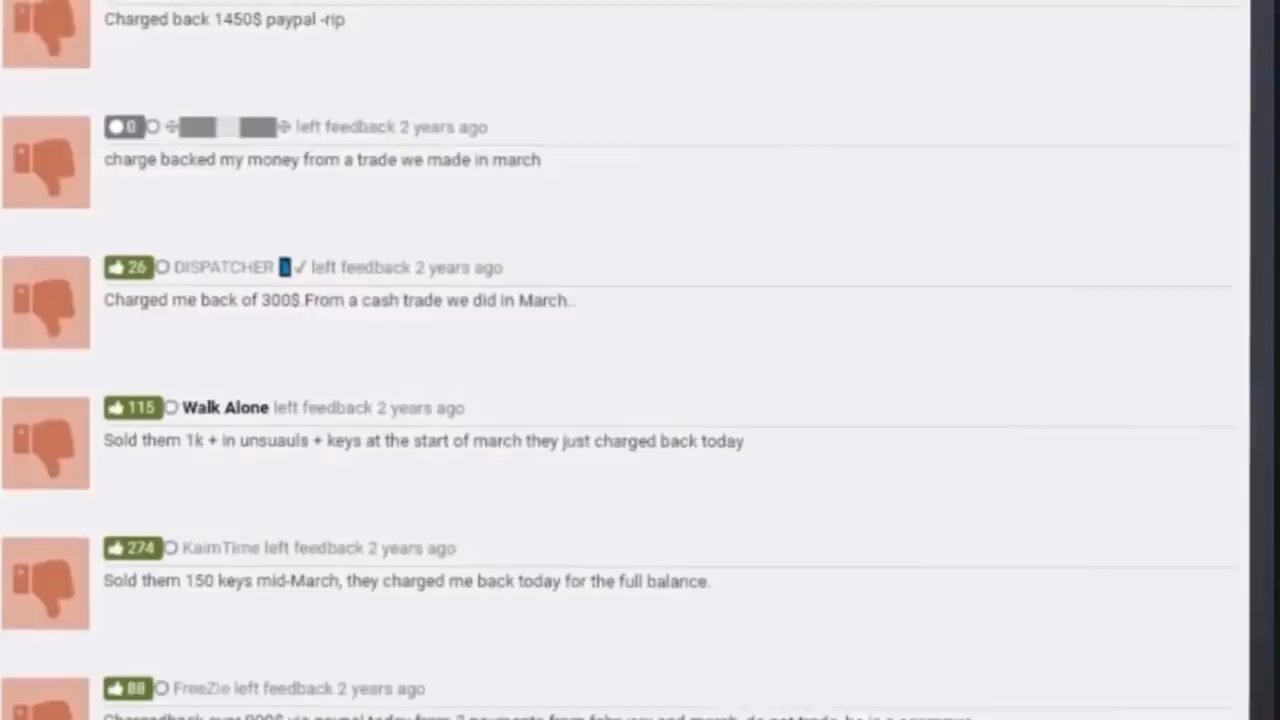 Charged back 1450$ paypal -rip
0 left feedback 2 years ago
charge backed my money from a trade we made in march
26 DISPATCHER ✓ left feedback 2 years ago
Charged me back of 300$.From a cash trade we did in March..
115 Walk Alone left feedback 2 years ago
Sold them 1k + in unsuauls + keys at the start of march they just charged back today
274 KaimTime left feedback 2 years ago
Sold them 150 keys mid-March, they charged me back today for the full balance.
88 FreeZie left feedback 2 years ago